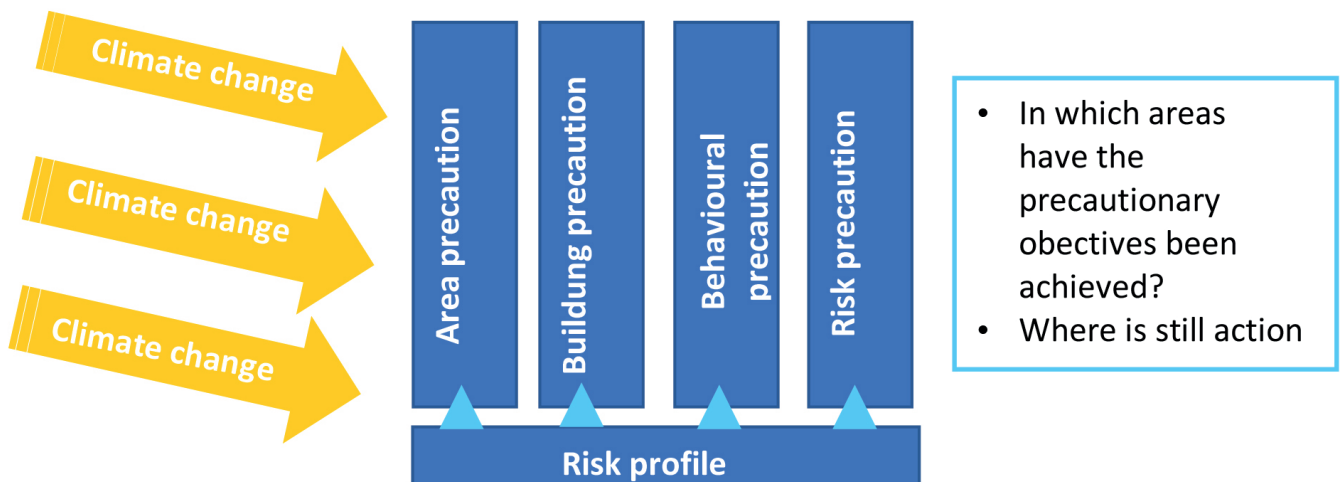 Climate change
Climate change
Climate change
Area precaution
Buildung precaution
Behavioural
precaution
Risk precaution
Risk profile
• In which areas
have the
precautionary
obectives been
achieved?
• Where is still action